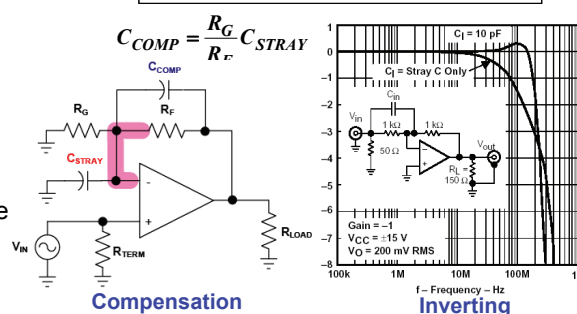 C_COMP = R_G/R_F C_STRAY
C_COMP
R_G
R_F
C_STRAY
-
+
V_IN
R_TERM
R_LOAD
Compensation
1
0
−1
−2
−3
−4
−5
−6
−7
−8
C_I = 10 pF
C_I = Stray C Only
C_in
V_in
1 kΩ
1 kΩ
50 Ω
−
+
V_out
R_L =
150 Ω
Gain = −1
V_CC = ±15 V
V_O = 200 mV RMS
100k
1M
10M
100M
f – Frequency – Hz
Inverting